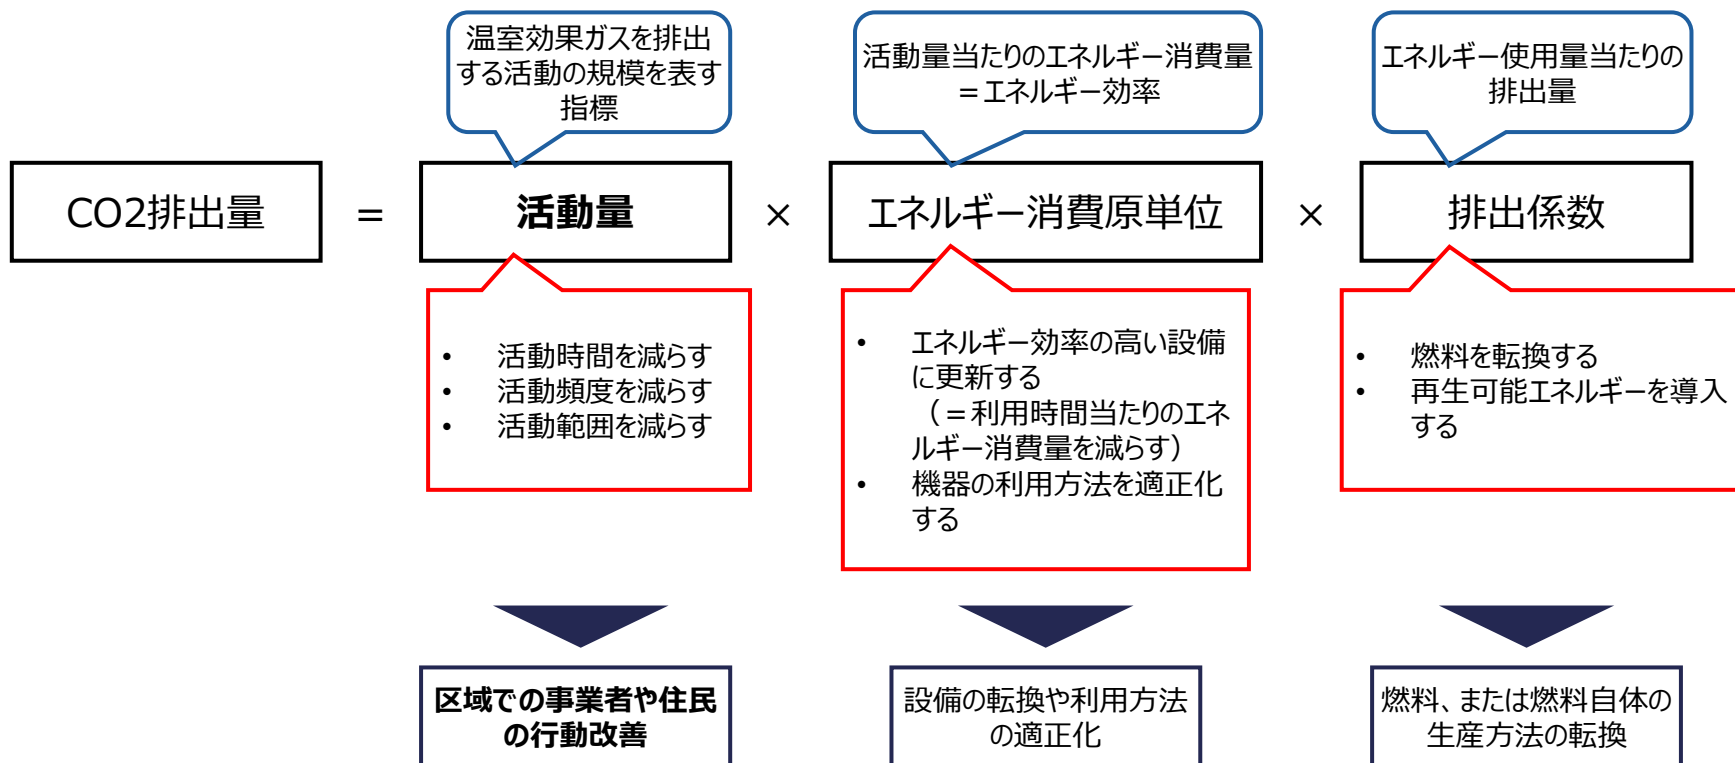 温室効果ガスを排出
する活動の規模を表す
指標
活動量当たりのエネルギー消費量
＝エネルギー効率
エネルギー使用量当たりの
排出量
CO2排出量
＝
活動量
×
エネルギー消費原単位
×
排出係数
• 活動時間を減らす
• 活動頻度を減らす
• 活動範囲を減らす
• エネルギー効率の高い設備
に更新する
（＝利用時間当たりのエネ
ルギー消費量を減らす）
• 機器の利用方法を適正化
する
• 燃料を転換する
• 再生可能エネルギーを導入
する
区域での事業者や住民
の行動改善
設備の転換や利用方法
の適正化
燃料、または燃料自体の
生産方法の転換